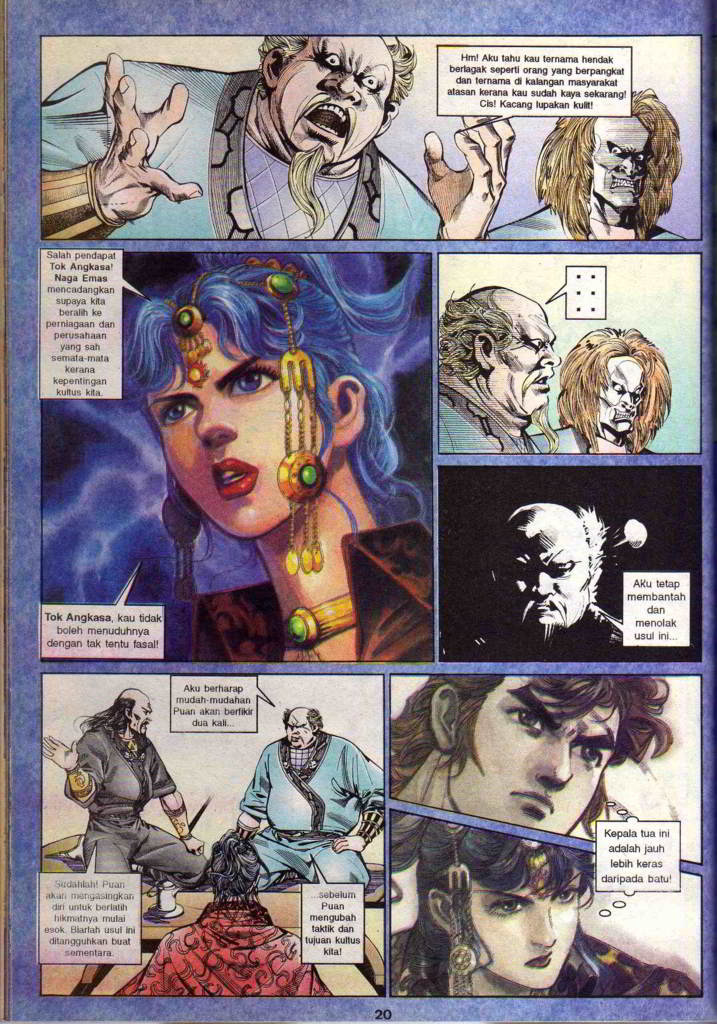 Hm! Aku tahu kau ternama hendak
berlagak seperti orang yang berpangkat
dan ternama di kalangan masyarakat
atasan kerana kau sudah kaya sekarang!
Cis! Kacang lupakan kulit!
Salah pendapat
Tok Angkasa!
Naga Emas
mencadangkan
supaya kita
beralih ke
perniagaan dan
perusahaan
yang sah
semata-mata
kerana
kepentingan
kultus kita.
Tok Angkasa, kau tidak
boleh menuduhnya
dengan tak tentu fasal!
Aku tetap
membantah
dan
menolak
usul ini...
Aku berharap
mudah-mudahan
Puan akan berfikir
dua kali...
Sudahlah! Puan
akan mengasingkan
diri untuk berlatih
hikmatnya mulai
esok. Biarlah usul ini
ditangguhkan buat
sementara.
...sebelum
Puan
mengubah
taktik dan
tujuan kultus
kita!
Kepala tua ini
adalah jauh
lebih keras
daripada batu!
20